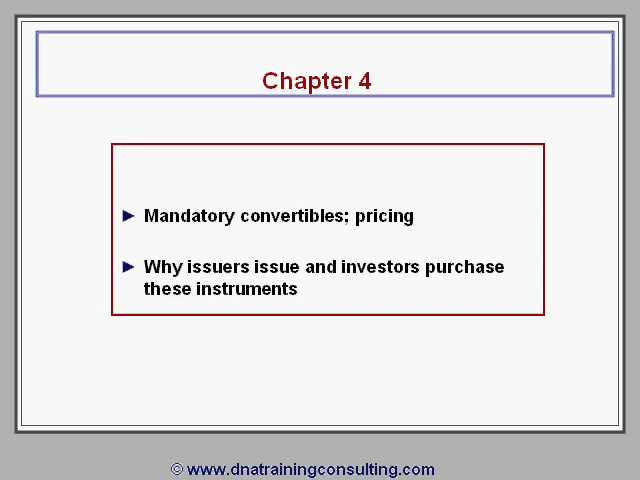 Chapter 4
► Mandatory convertibles; pricing
► Why issuers issue and investors purchase
these instruments
© www.dnatrainingconsulting.com